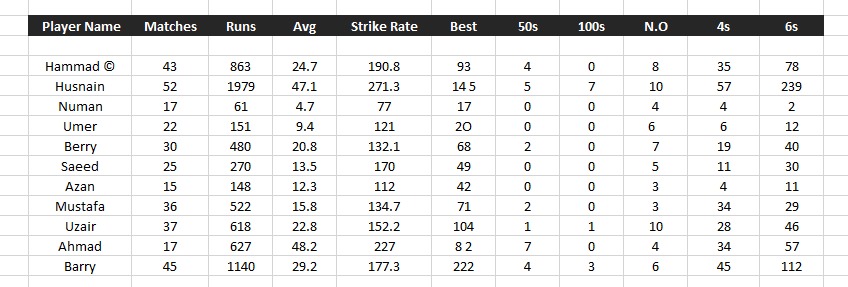 Player Name Matches Runs Avg Strike Rate Best 50s 100s N.O 4s 6s
Hammad © 43 863 24.7 190.8 93 4 0 8 35 78
Husnain 52 1979 47.1 271.3 14 5 5 7 10 57 239
Numan 17 61 4.7 77 17 0 0 4 4 2
Umer 22 151 9.4 121 2O 0 0 6 6 12
Berry 30 480 20.8 132.1 68 2 0 7 19 40
Saeed 25 270 13.5 170 49 0 0 5 11 30
Azan 15 148 12.3 112 42 0 0 3 4 11
Mustafa 36 522 15.8 134.7 71 2 0 3 34 29
Uzair 37 618 22.8 152.2 104 1 1 10 28 46
Ahmad 17 627 48.2 227 8 2 7 0 4 34 57
Barry 45 1140 29.2 177.3 222 4 3 6 45 112